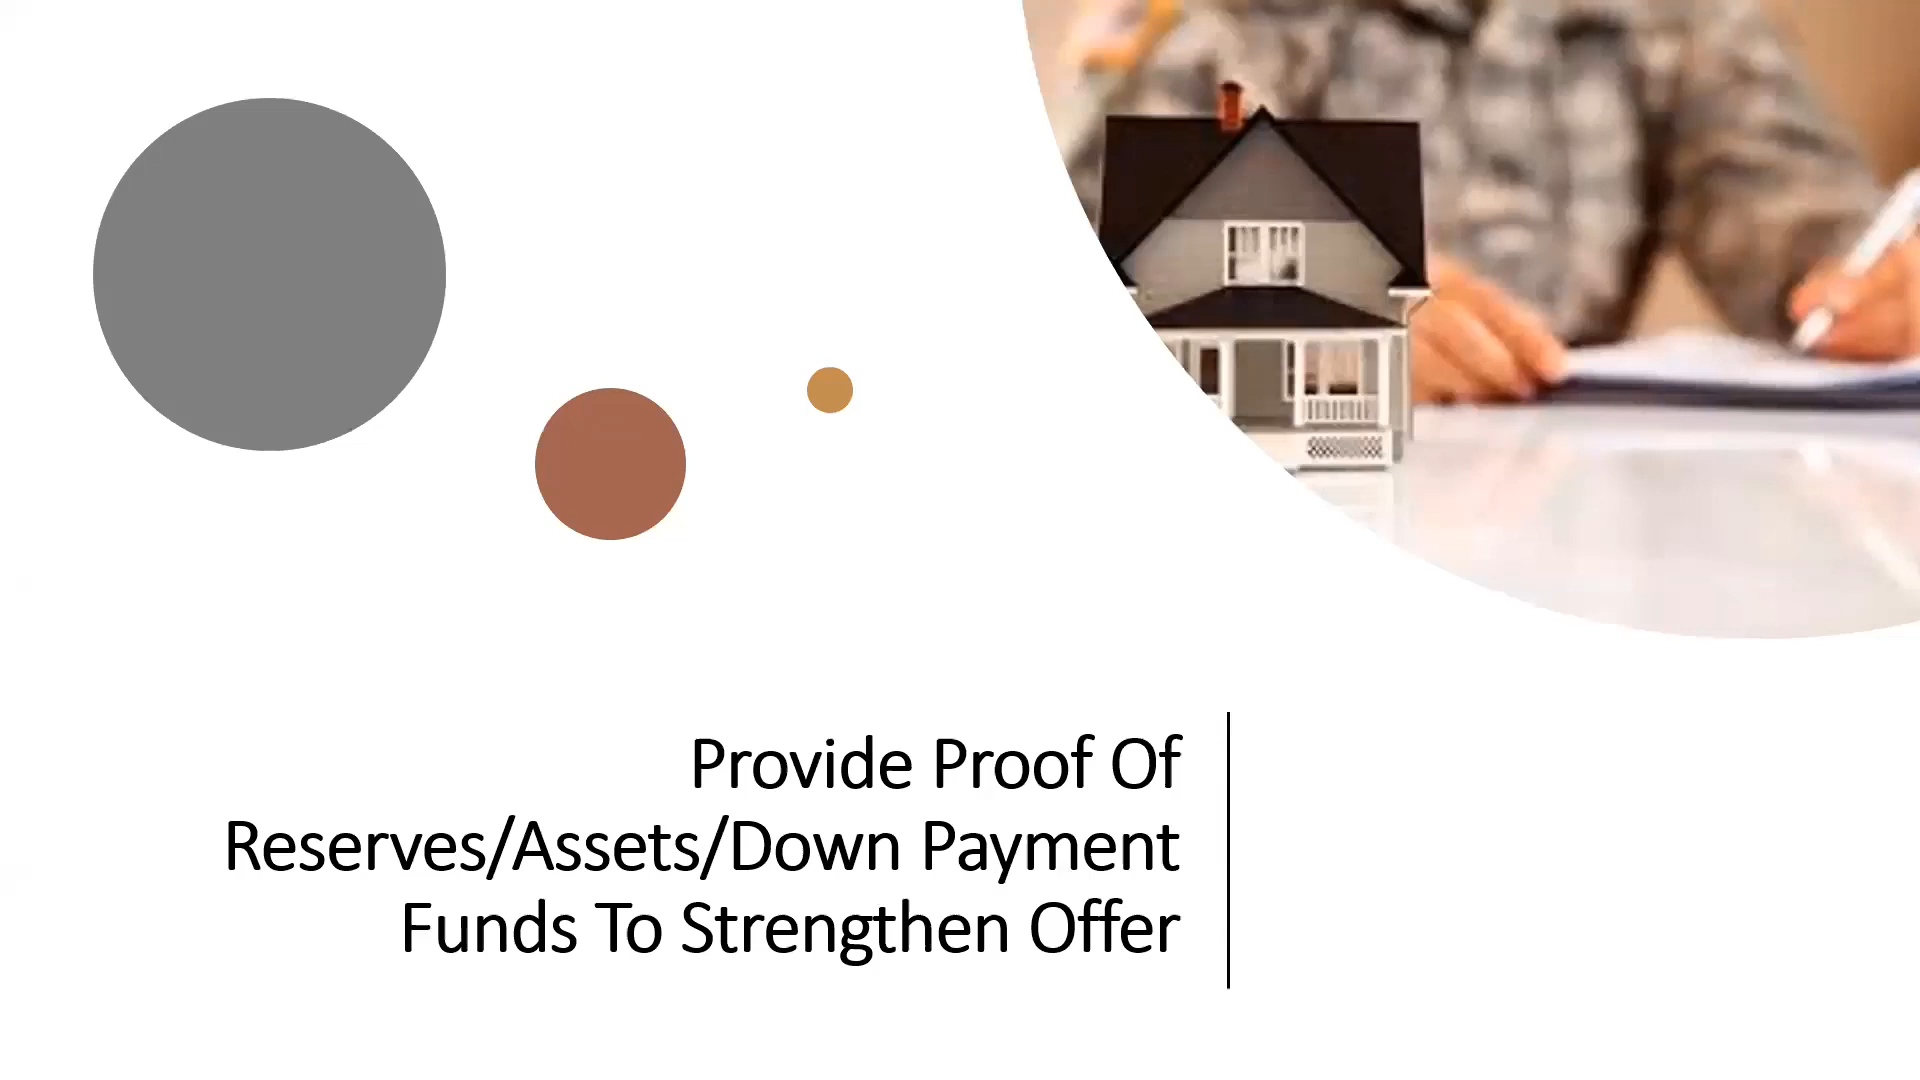 Provide Proof Of
Reserves/Assets/Down Payment
Funds To Strengthen Offer